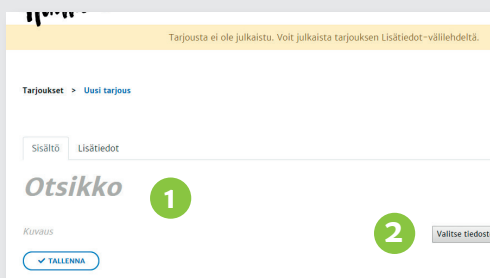 Tarjousta ei ole julkaistu. Voit julkaista tarjouksen Lisätiedot-välilehdeltä.
Tarjoukset > Uusi tarjous
Sisältö Lisätiedot
Otsikko
1
Kuvaus
2
Valitse
✓ TALLENNA